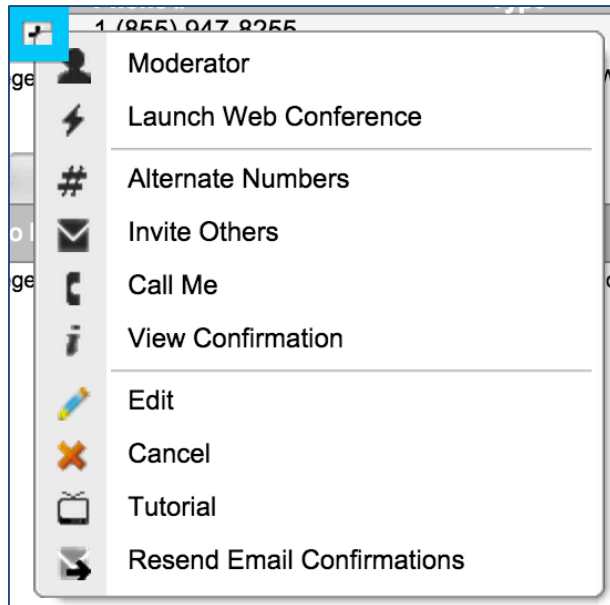 1 (855) 947-8255
Moderator
Launch Web Conference
Alternate Numbers
Invite Others
Call Me
View Confirmation
Edit
Cancel
Tutorial
Resend Email Confirmations